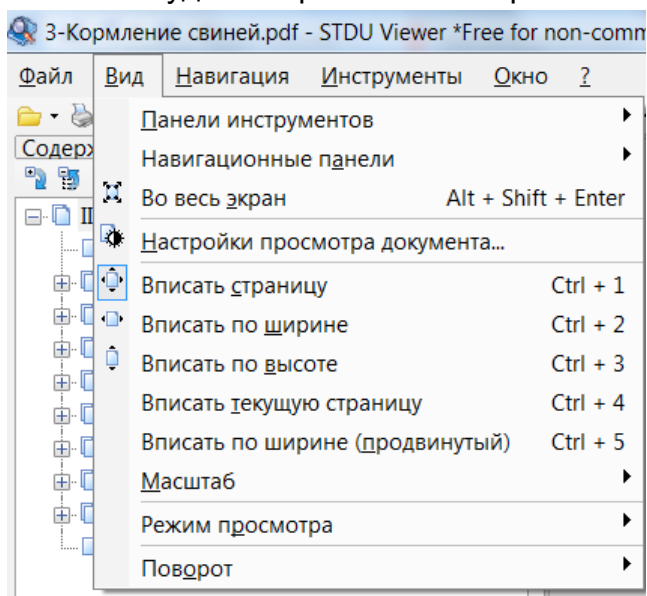 3-Кормление свиней.pdf - STDU Viewer *Free for non-comm
Файл Вид Навигация Инструменты Окно ?
Панели инструментов
Содерж
Навигационные панели
Во весь экран Alt + Shift + Enter
Настройки просмотра документа...
Вписать страницу Ctrl + 1
Вписать по ширине Ctrl + 2
Вписать по высоте Ctrl + 3
Вписать текущую страницу Ctrl + 4
Вписать по ширине (продвинутый) Ctrl + 5
Масштаб
Режим просмотра
Поворот